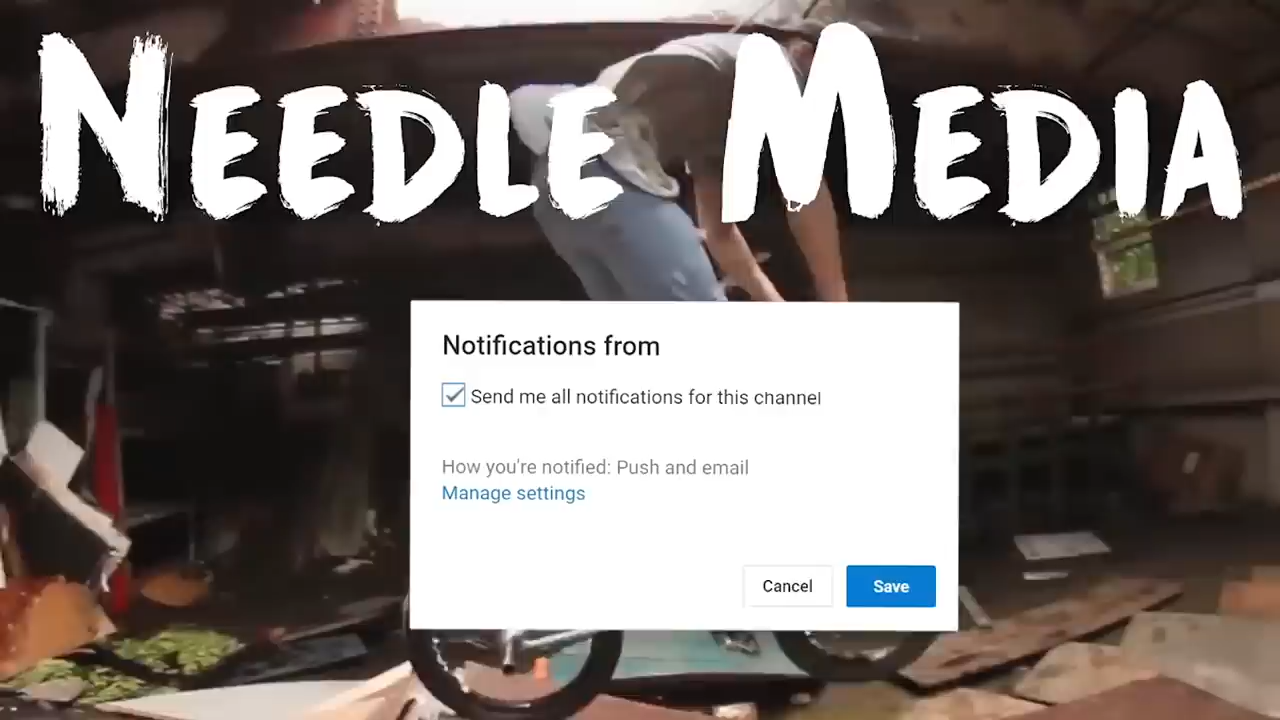 NEEDLE MEDIA
Notifications from
Send me all notifications for this channel
How you're notified: Push and email
Manage settings
Cancel Save